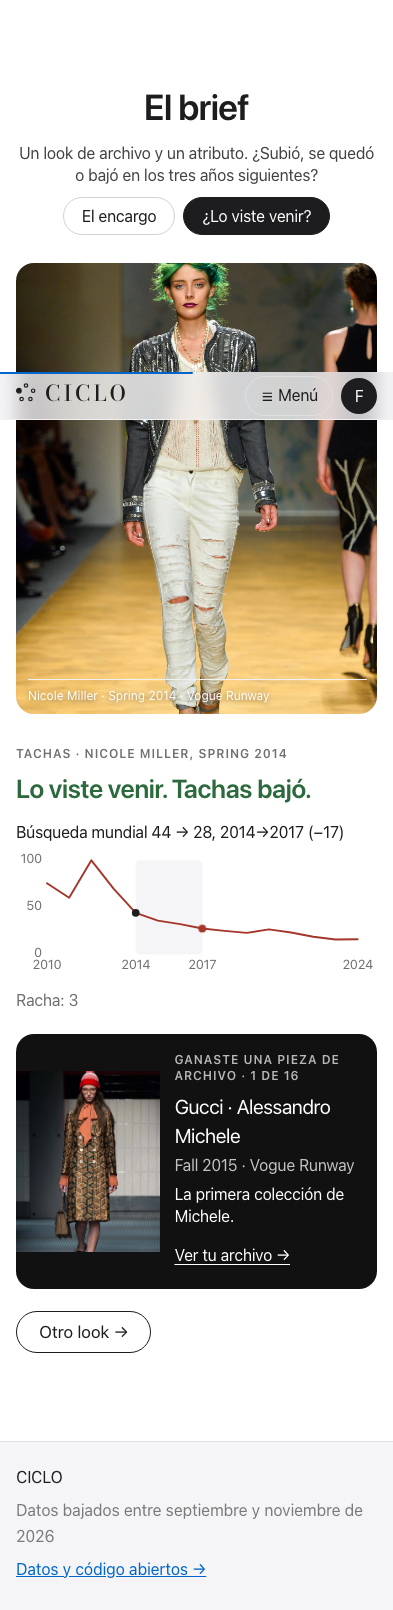 El brief
Un look de archivo y un atributo. ¿Subió, se quedó
o bajó en los tres años siguientes?
El encargo
¿Lo viste venir?
CICLO
≡ Menú
F
Nicole Miller · Spring 2014 · Vogue Runway
TACHAS · NICOLE MILLER, SPRING 2014
Lo viste venir. Tachas bajó.
Búsqueda mundial 44 → 28, 2014→2017 (−17)
100
50
0
2010
2014
2017
2024
Racha: 3
GANASTE UNA PIEZA DE
ARCHIVO · 1 DE 16
Gucci · Alessandro
Michele
Fall 2015 · Vogue Runway
La primera colección de
Michele.
Ver tu archivo →
Otro look →
CICLO
Datos bajados entre septiembre y noviembre de
2026
Datos y código abiertos →